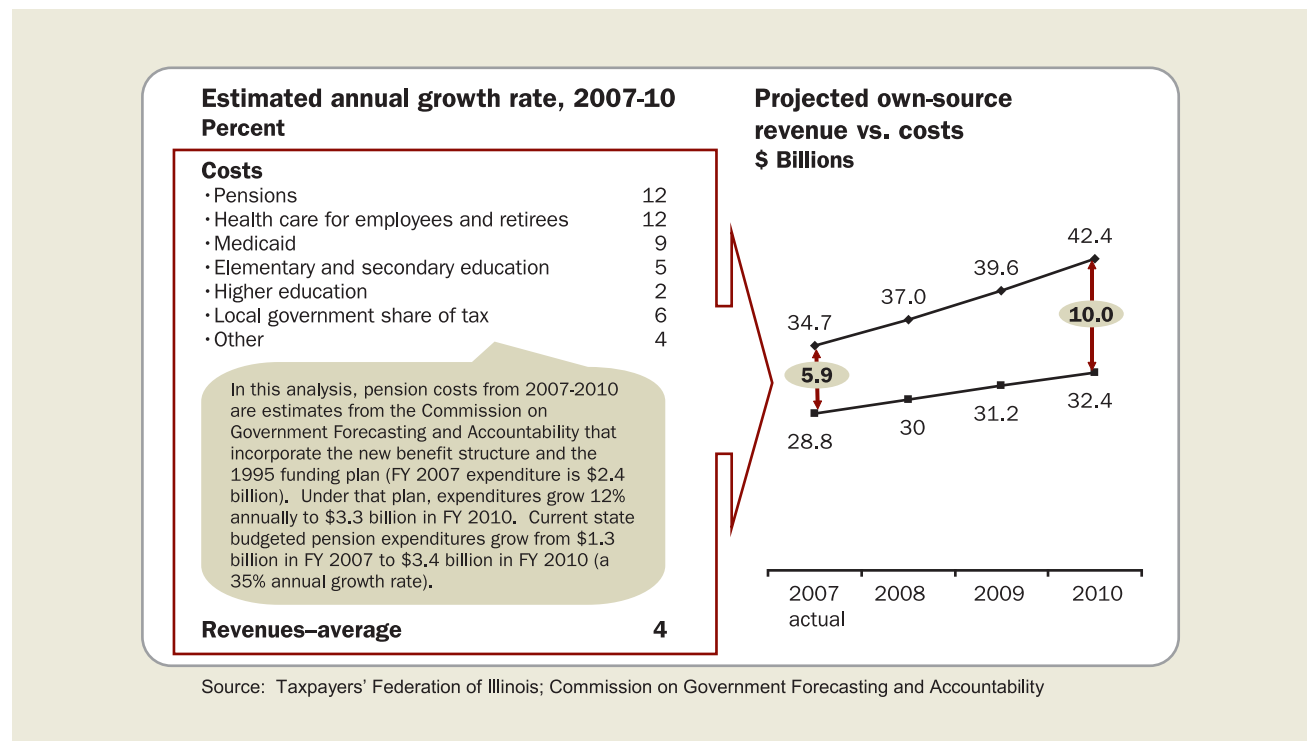 Estimated annual growth rate, 2007-10
Percent
Costs
·Pensions 12
·Health care for employees and retirees 12
·Medicaid 9
·Elementary and secondary education 5
·Higher education 2
·Local government share of tax 6
·Other 4
In this analysis, pension costs from 2007-2010
are estimates from the Commission on
Government Forecasting and Accountability that
incorporate the new benefit structure and the
1995 funding plan (FY 2007 expenditure is $2.4
billion). Under that plan, expenditures grow 12%
annually to $3.3 billion in FY 2010. Current state
budgeted pension expenditures grow from $1.3
billion in FY 2007 to $3.4 billion in FY 2010 (a
35% annual growth rate).
Revenues–average 4
Projected own-source
revenue vs. costs
$ Billions
34.7
37.0
39.6
42.4
5.9
10.0
28.8
30
31.2
32.4
2007 2008 2009 2010
actual
Source: Taxpayers’ Federation of Illinois; Commission on Government Forecasting and Accountability